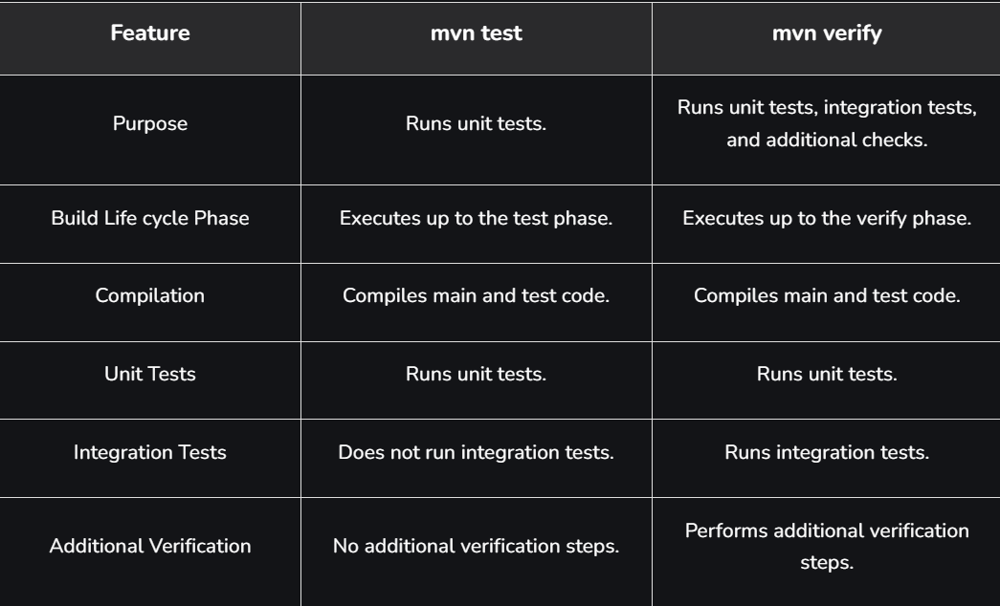 Feature
mvn test
mvn verify
Purpose
Runs unit tests.
Runs unit tests, integration tests,
and additional checks.
Build Life cycle Phase
Executes up to the test phase.
Executes up to the verify phase.
Compilation
Compiles main and test code.
Compiles main and test code.
Unit Tests
Runs unit tests.
Runs unit tests.
Integration Tests
Does not run integration tests.
Runs integration tests.
Additional Verification
No additional verification steps.
Performs additional verification
steps.